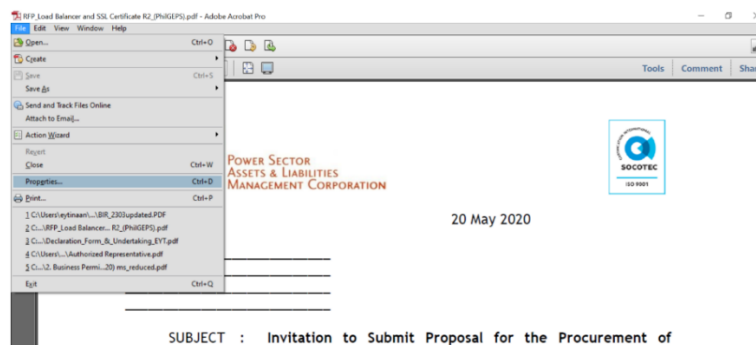 RFP_Load Balancer and SSL Certificate R2_(PhilGEPS).pdf - Adobe Acrobat Pro
File Edit View Window Help
Open... Ctrl+O
Create
Save Ctrl+S
Save As
Send and Track Files Online
Attach to Email...
Action Wizard
Revert
Close Ctrl+W
Properties... Ctrl+D
Print... Ctrl+P
1 C:\Users\eytinaan\...\BIR_2303updated.PDF
2 C:...\RFP_Load Balancer... R2_(PhilGEPS).pdf
3 C:...\Declaration_Form_&_Undertaking_EYT.pdf
4 C:\Users\...\Authorized Representative.pdf
5 C:...\2. Business Permi...20) ms_reduced.pdf
Exit Ctrl+Q
Tools Comment Shar
POWER SECTOR
ASSETS & LIABILITIES
MANAGEMENT CORPORATION
SOCOTEC
ISO 9001
20 May 2020
SUBJECT : Invitation to Submit Proposal for the Procurement of